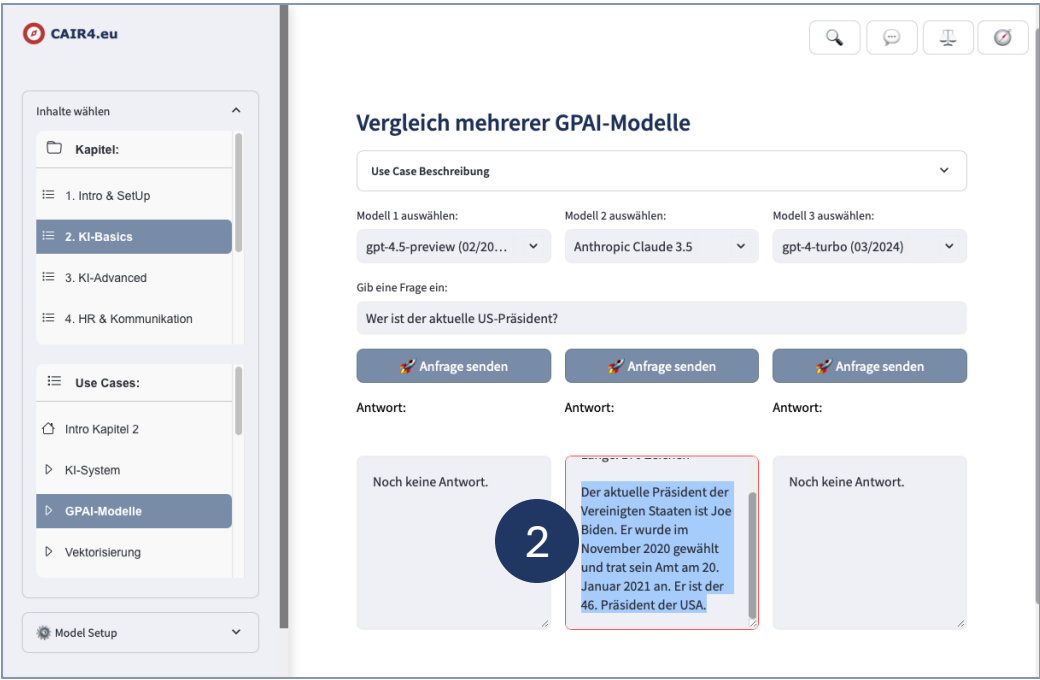 CAIR4.eu
Inhalte wählen
Kapitel:
1. Intro & SetUp
2. KI-Basics
3. KI-Advanced
4. HR & Kommunikation
Use Cases:
Intro Kapitel 2
KI-System
GPAI-Modelle
Vektorisierung
Model Setup
Vergleich mehrerer GPAI-Modelle
Use Case Beschreibung
Modell 1 auswählen:
Modell 2 auswählen:
Modell 3 auswählen:
gpt-4.5-preview (02/20...
Anthropic Claude 3.5
gpt-4-turbo (03/2024)
Gib eine Frage ein:
Wer ist der aktuelle US-Präsident?
Anfrage senden
Anfrage senden
Anfrage senden
Antwort:
Antwort:
Antwort:
Noch keine Antwort.
2
Der aktuelle Präsident der
Vereinigten Staaten ist Joe
Biden. Er wurde im
November 2020 gewählt
und trat sein Amt am 20.
Januar 2021 an. Er ist der
46. Präsident der USA.
Noch keine Antwort.